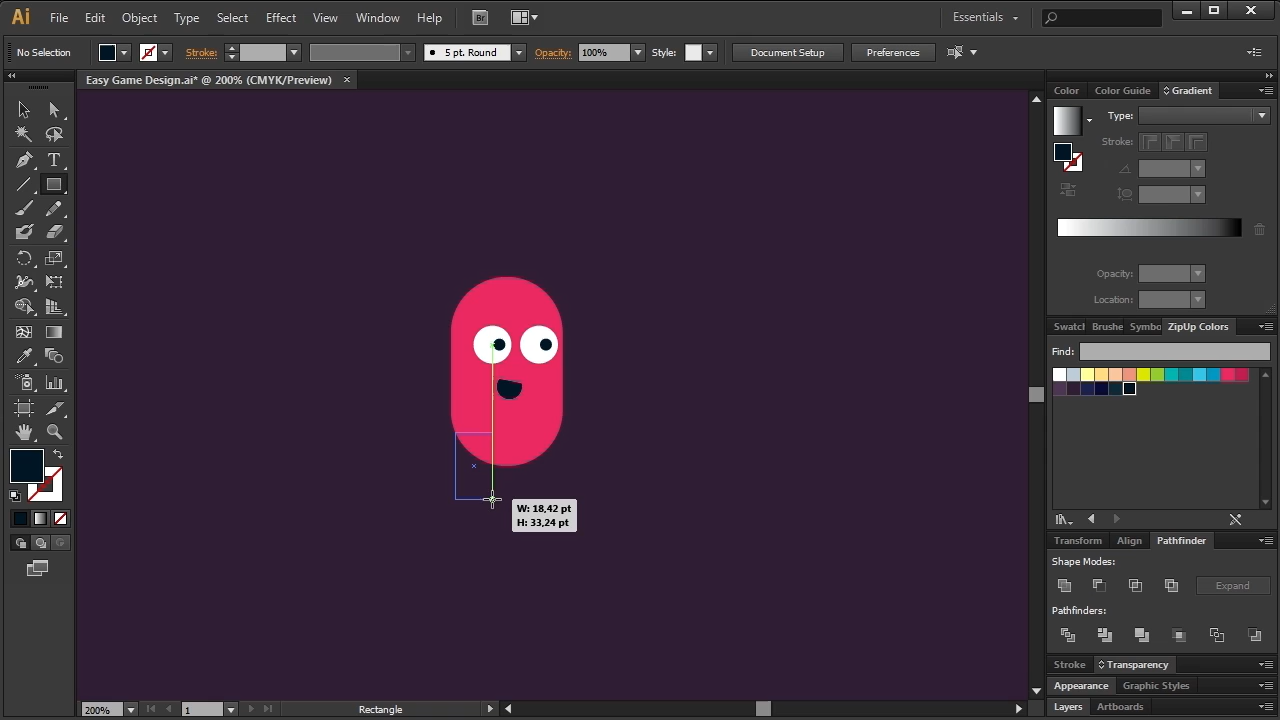 Ai File Edit Object Type Select Effect View Window Help Br Essentials
No Selection Stroke: 5 pt. Round Opacity: 100% Style: Document Setup Preferences
Easy Game Design.ai* @ 200% (CMYK/Preview) ×
Color Color Guide Gradient
Type:
Stroke:
Opacity:
Location:
Swatcl Brushe Symbo ZipUp Colors
Find:
W: 18,42 pt
H: 33,24 pt
Transform Align Pathfinder
Shape Modes:
Expand
Pathfinders:
Stroke Transparency
Appearance Graphic Styles
Layers Artboards
200% 1 Rectangle